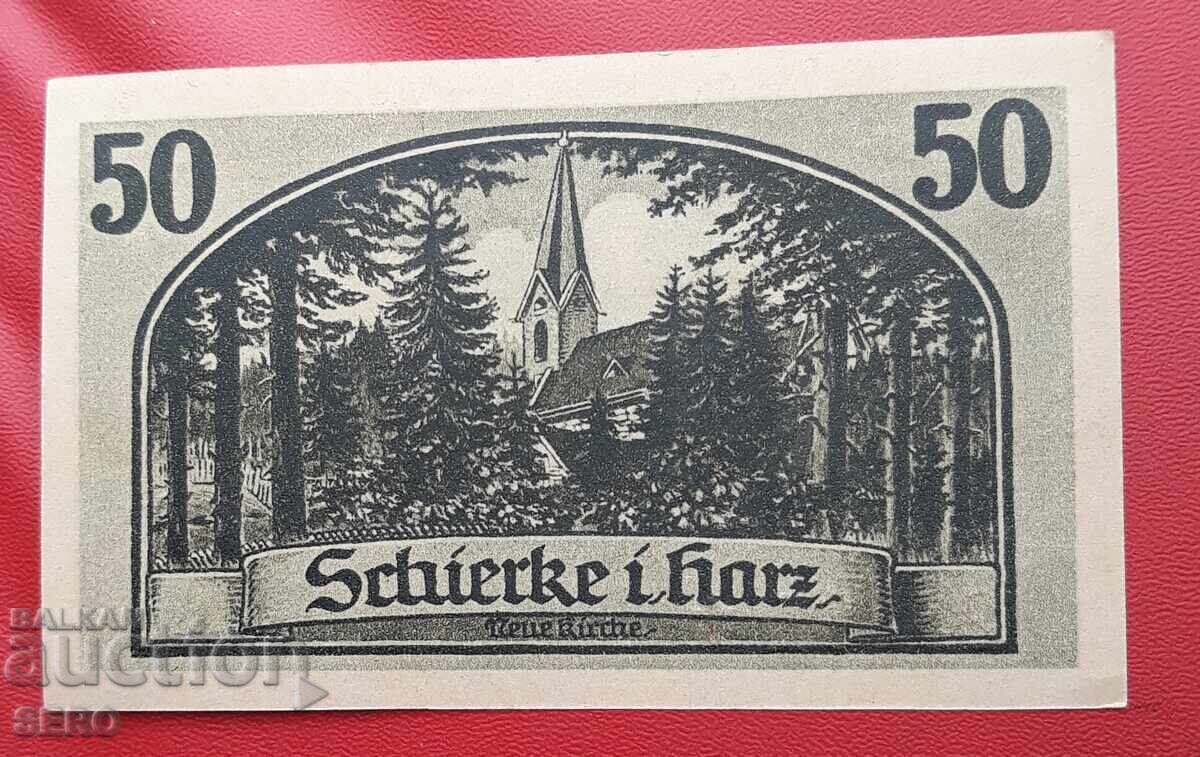 50
50
Schierke i. Harz.
Neue Kirche.
BALKAN
auction
SERO